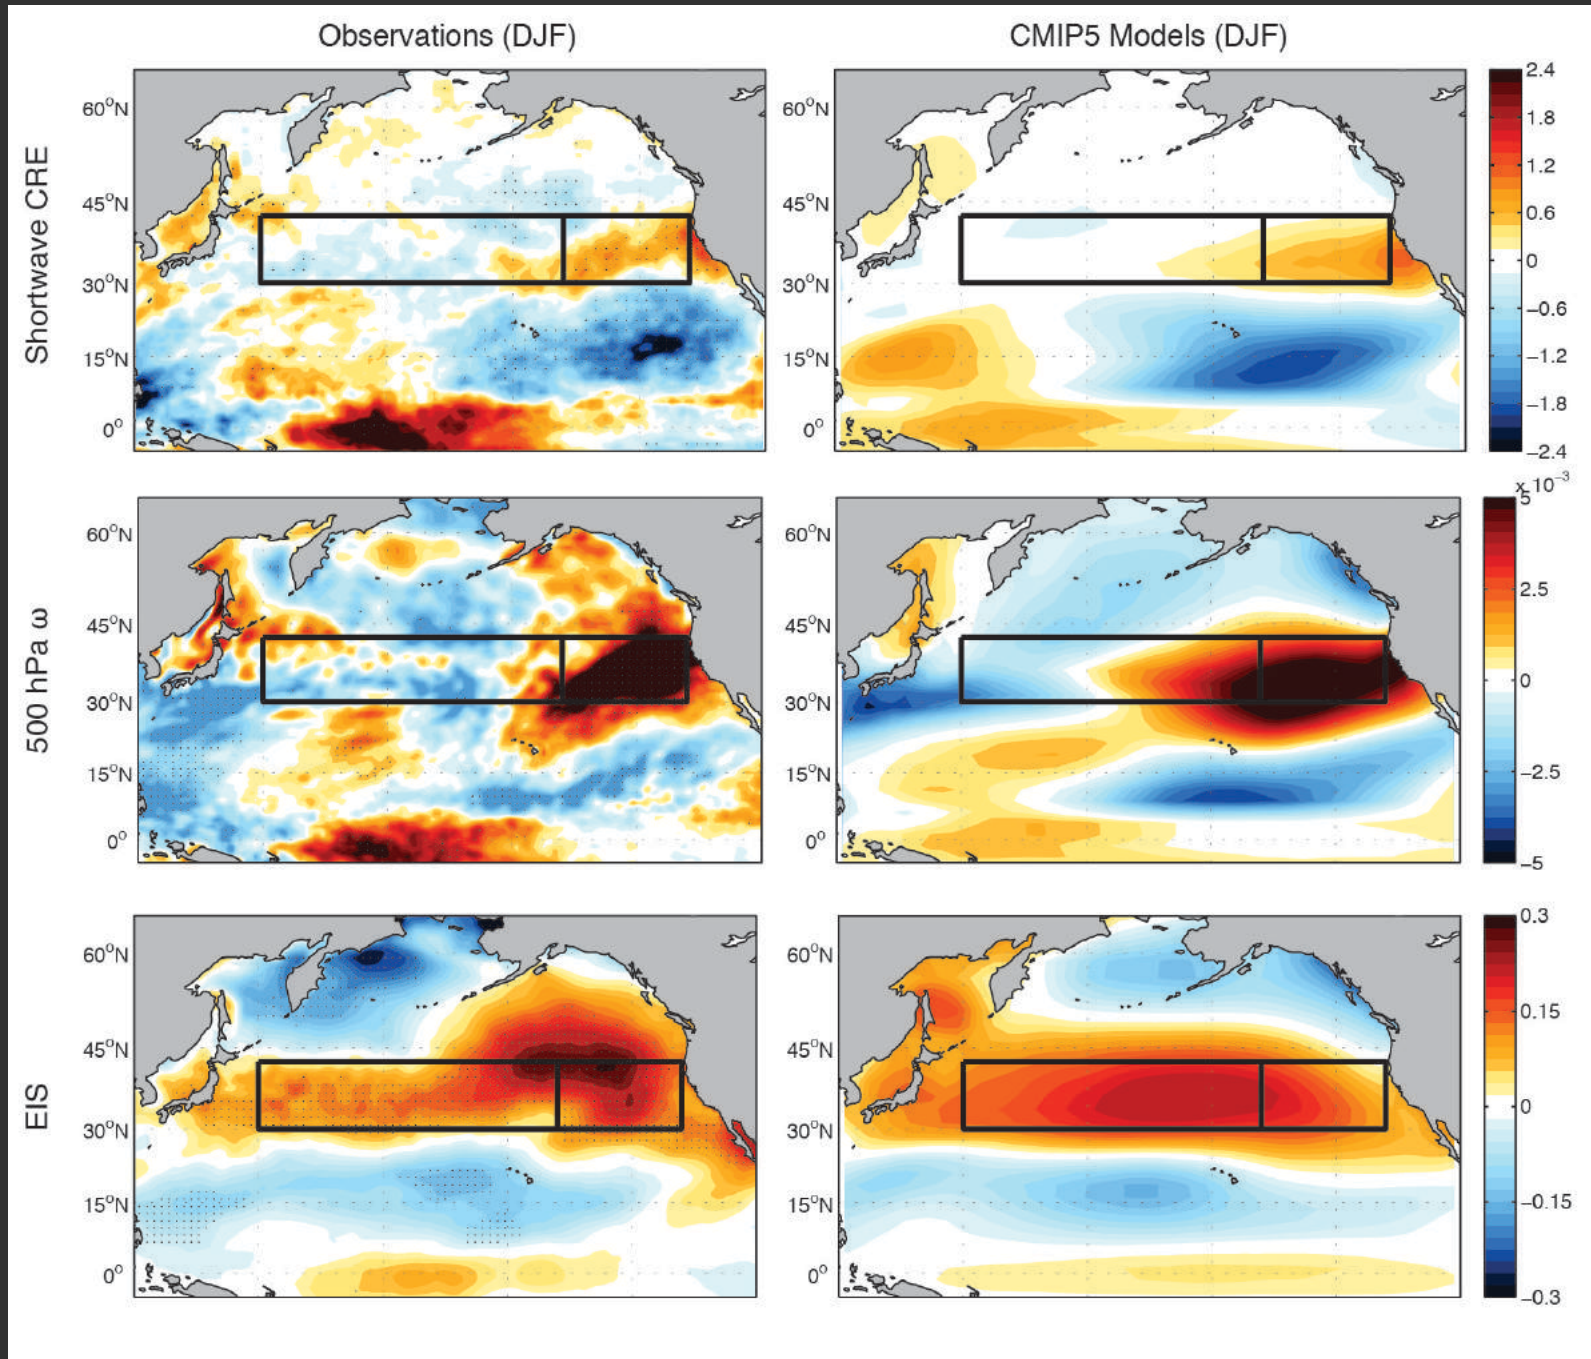 Observations (DJF)
CMIP5 Models (DJF)
Shortwave CRE
60°N
45°N
30°N
15°N
0°
60°N
45°N
30°N
15°N
0°
2.4
1.8
1.2
0.6
0
−0.6
−1.2
−1.8
−2.4
500 hPa ω
60°N
45°N
30°N
15°N
0°
60°N
45°N
30°N
15°N
0°
x 10⁻³
5
2.5
0
−2.5
−5
EIS
60°N
45°N
30°N
15°N
0°
60°N
45°N
30°N
15°N
0°
0.3
0.15
0
−0.15
−0.3